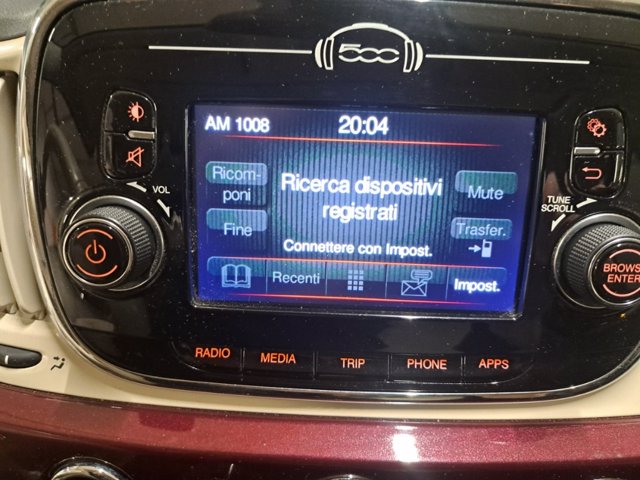 500
AM 1008 20:04
VOL
Ricom-
poni
Fine
Ricerca dispositivi
registrati
Connettere con Impost.
Mute
Trasfer.
TUNE
SCROLL
Recenti
Impost.
BROWSE
ENTER
RADIO MEDIA TRIP PHONE APPS